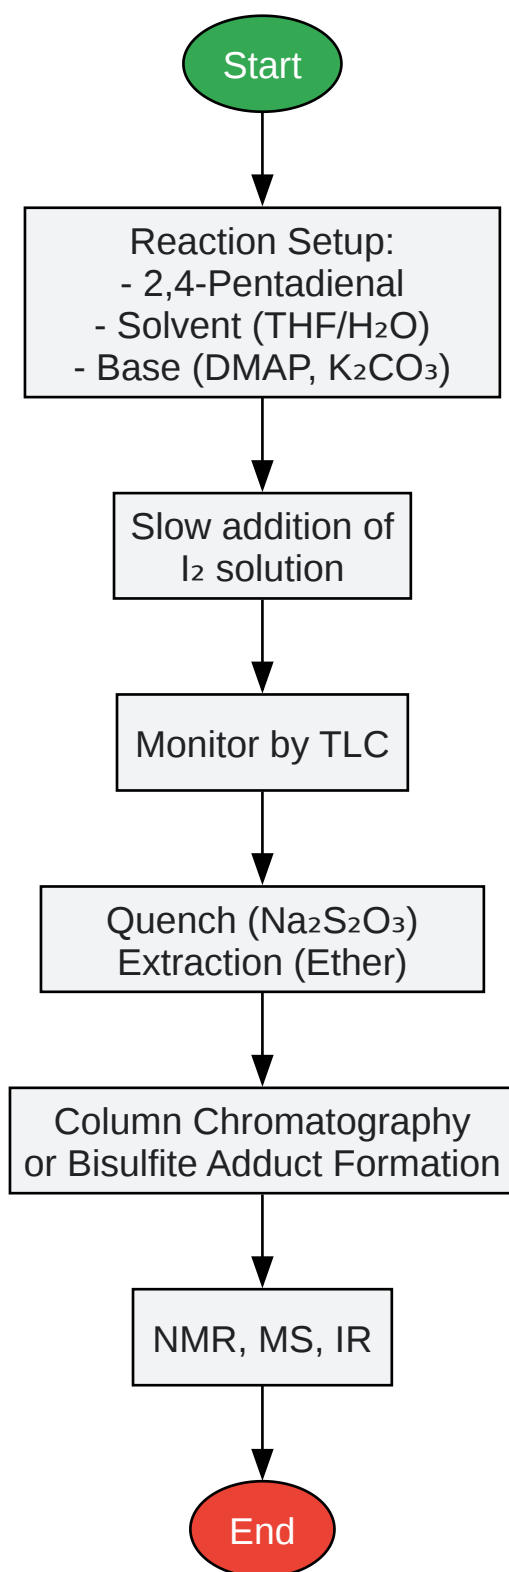 Start
Reaction Setup:
- 2,4-Pentadienal
- Solvent (THF/H₂O)
- Base (DMAP, K₂CO₃)
Slow addition of
I₂ solution
Monitor by TLC
Quench (Na₂S₂O₃)
Extraction (Ether)
Column Chromatography
or Bisulfite Adduct Formation
NMR, MS, IR
End